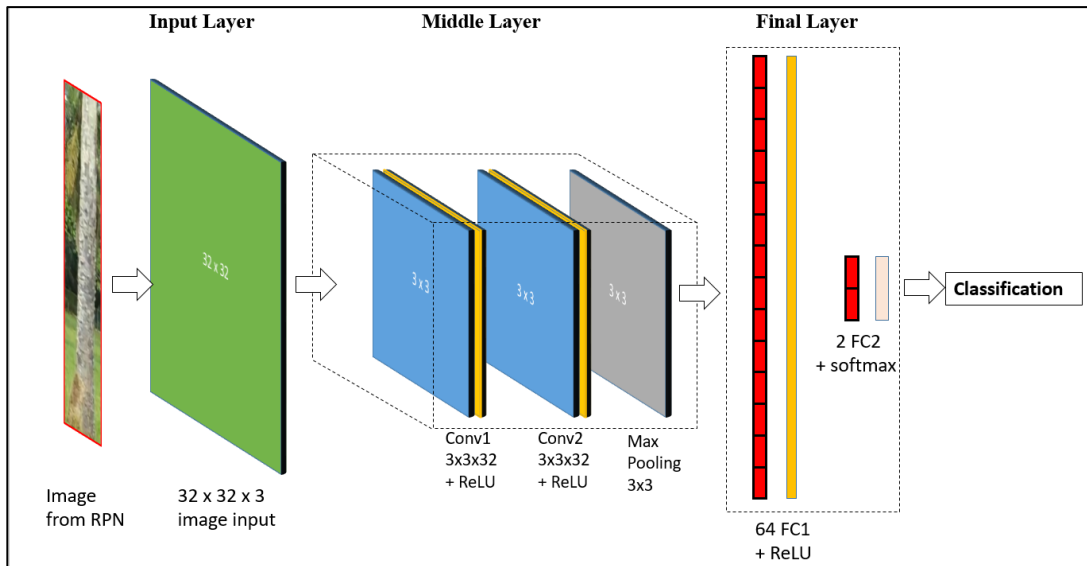 Input Layer
Middle Layer
Final Layer
32 x 32
3 x 3
3 x 3
3 x 3
Classification
Image
from RPN
32 x 32 x 3
image input
Conv1
3x3x32
+ ReLU
Conv2
3x3x32
+ ReLU
Max
Pooling
3x3
64 FC1
+ ReLU
2 FC2
+ softmax